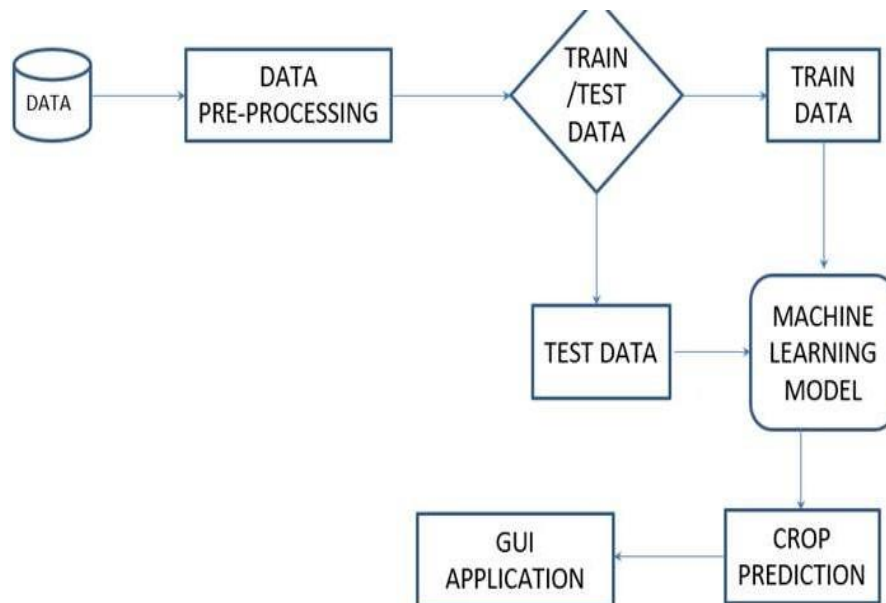 DATA
DATA
PRE-PROCESSING
TRAIN
/TEST
DATA
TRAIN
DATA
TEST DATA
MACHINE
LEARNING
MODEL
CROP
PREDICTION
GUI
APPLICATION